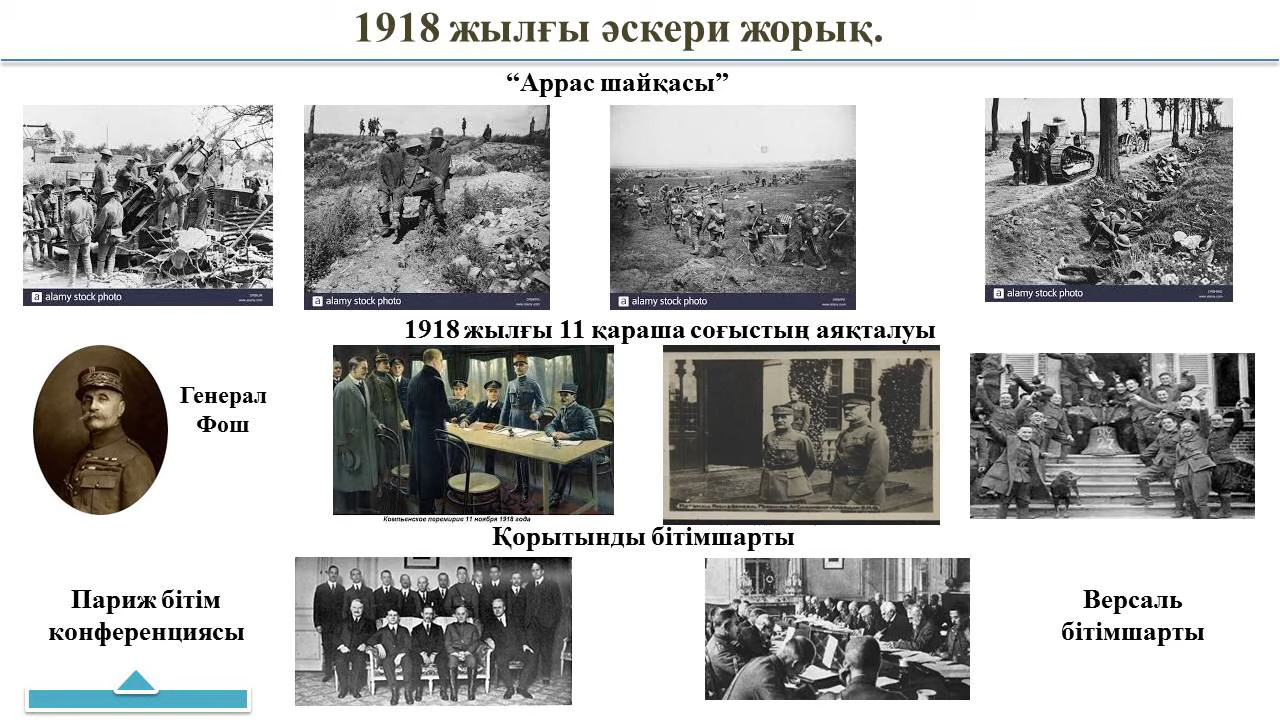 1918 жылғы әскери жорық.
“Аррас шайқасы”
a alamy stock photo
a alamy stock photo
a alamy stock photo
a alamy stock photo
1918 жылғы 11 қараша соғыстың аяқталуы
Генерал
Фош
Компьенское перемирие 11 ноября 1918 года
Қорытынды бітімшарты
Париж бітім
конференциясы
Версаль
бітімшарты